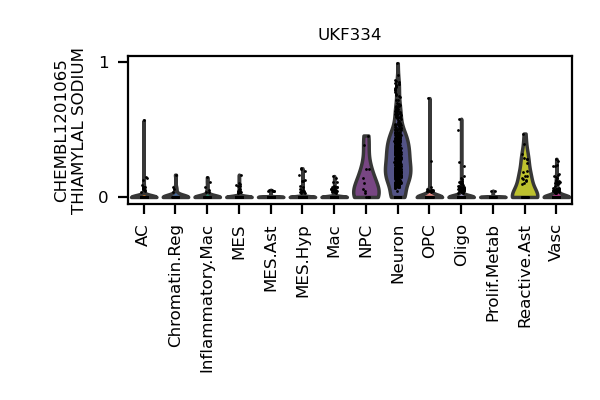 UKF334
CHEMBL1201065
THIAMYLAL SODIUM
1
0
AC
Chromatin.Reg
Inflammatory.Mac
MES
MES.Ast
MES.Hyp
Mac
NPC
Neuron
OPC
Oligo
Prolif.Metab
Reactive.Ast
Vasc